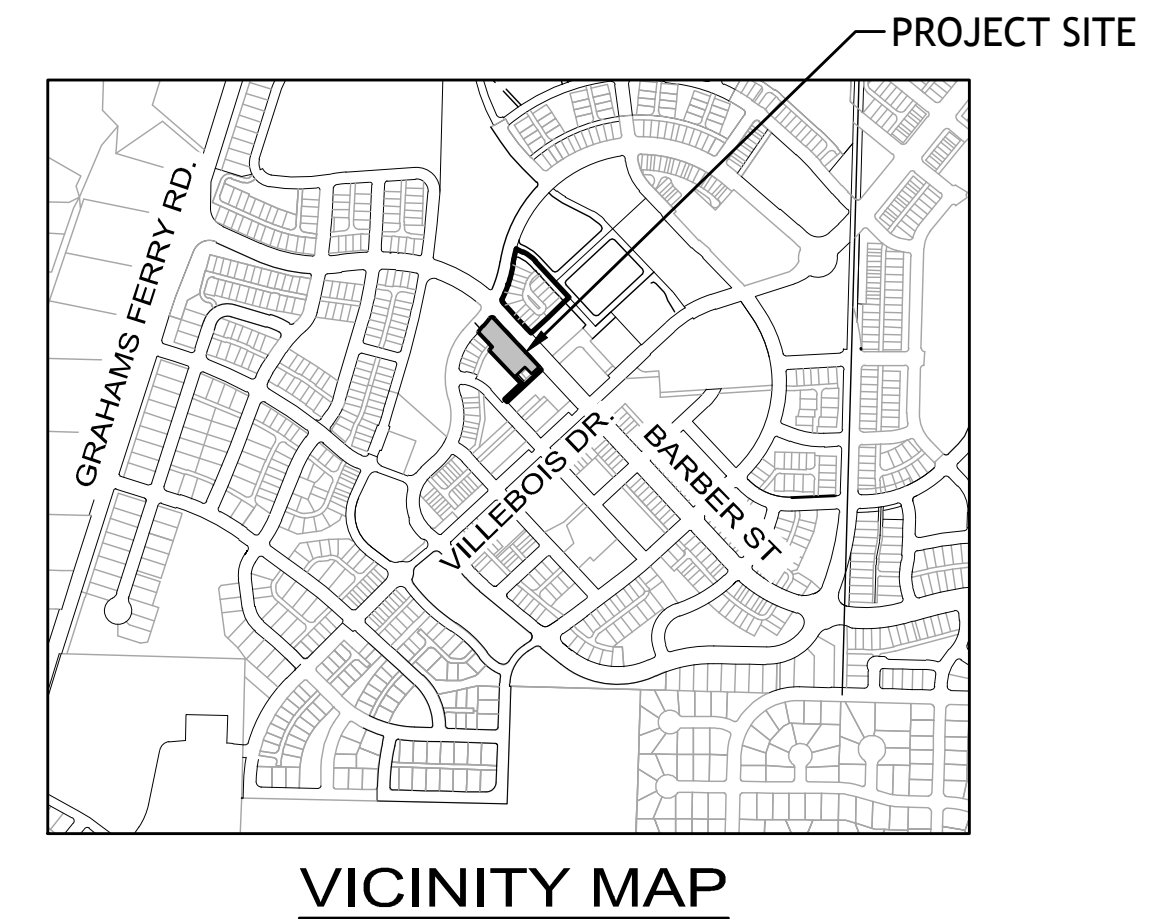 PROJECT SITE
GRAHAMS FERRY RD.
VILLEBOIS DR.
BARBER ST
VICINITY MAP